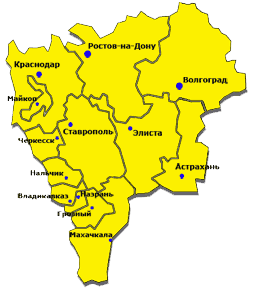 Ростов-на-Дону
Краснодар
Волгоград
Майкоп
Ставрополь
Элиста
Черкесск
Астрахань
Нальчик
Назрань
Владикавказ
Грозный
Махачкала